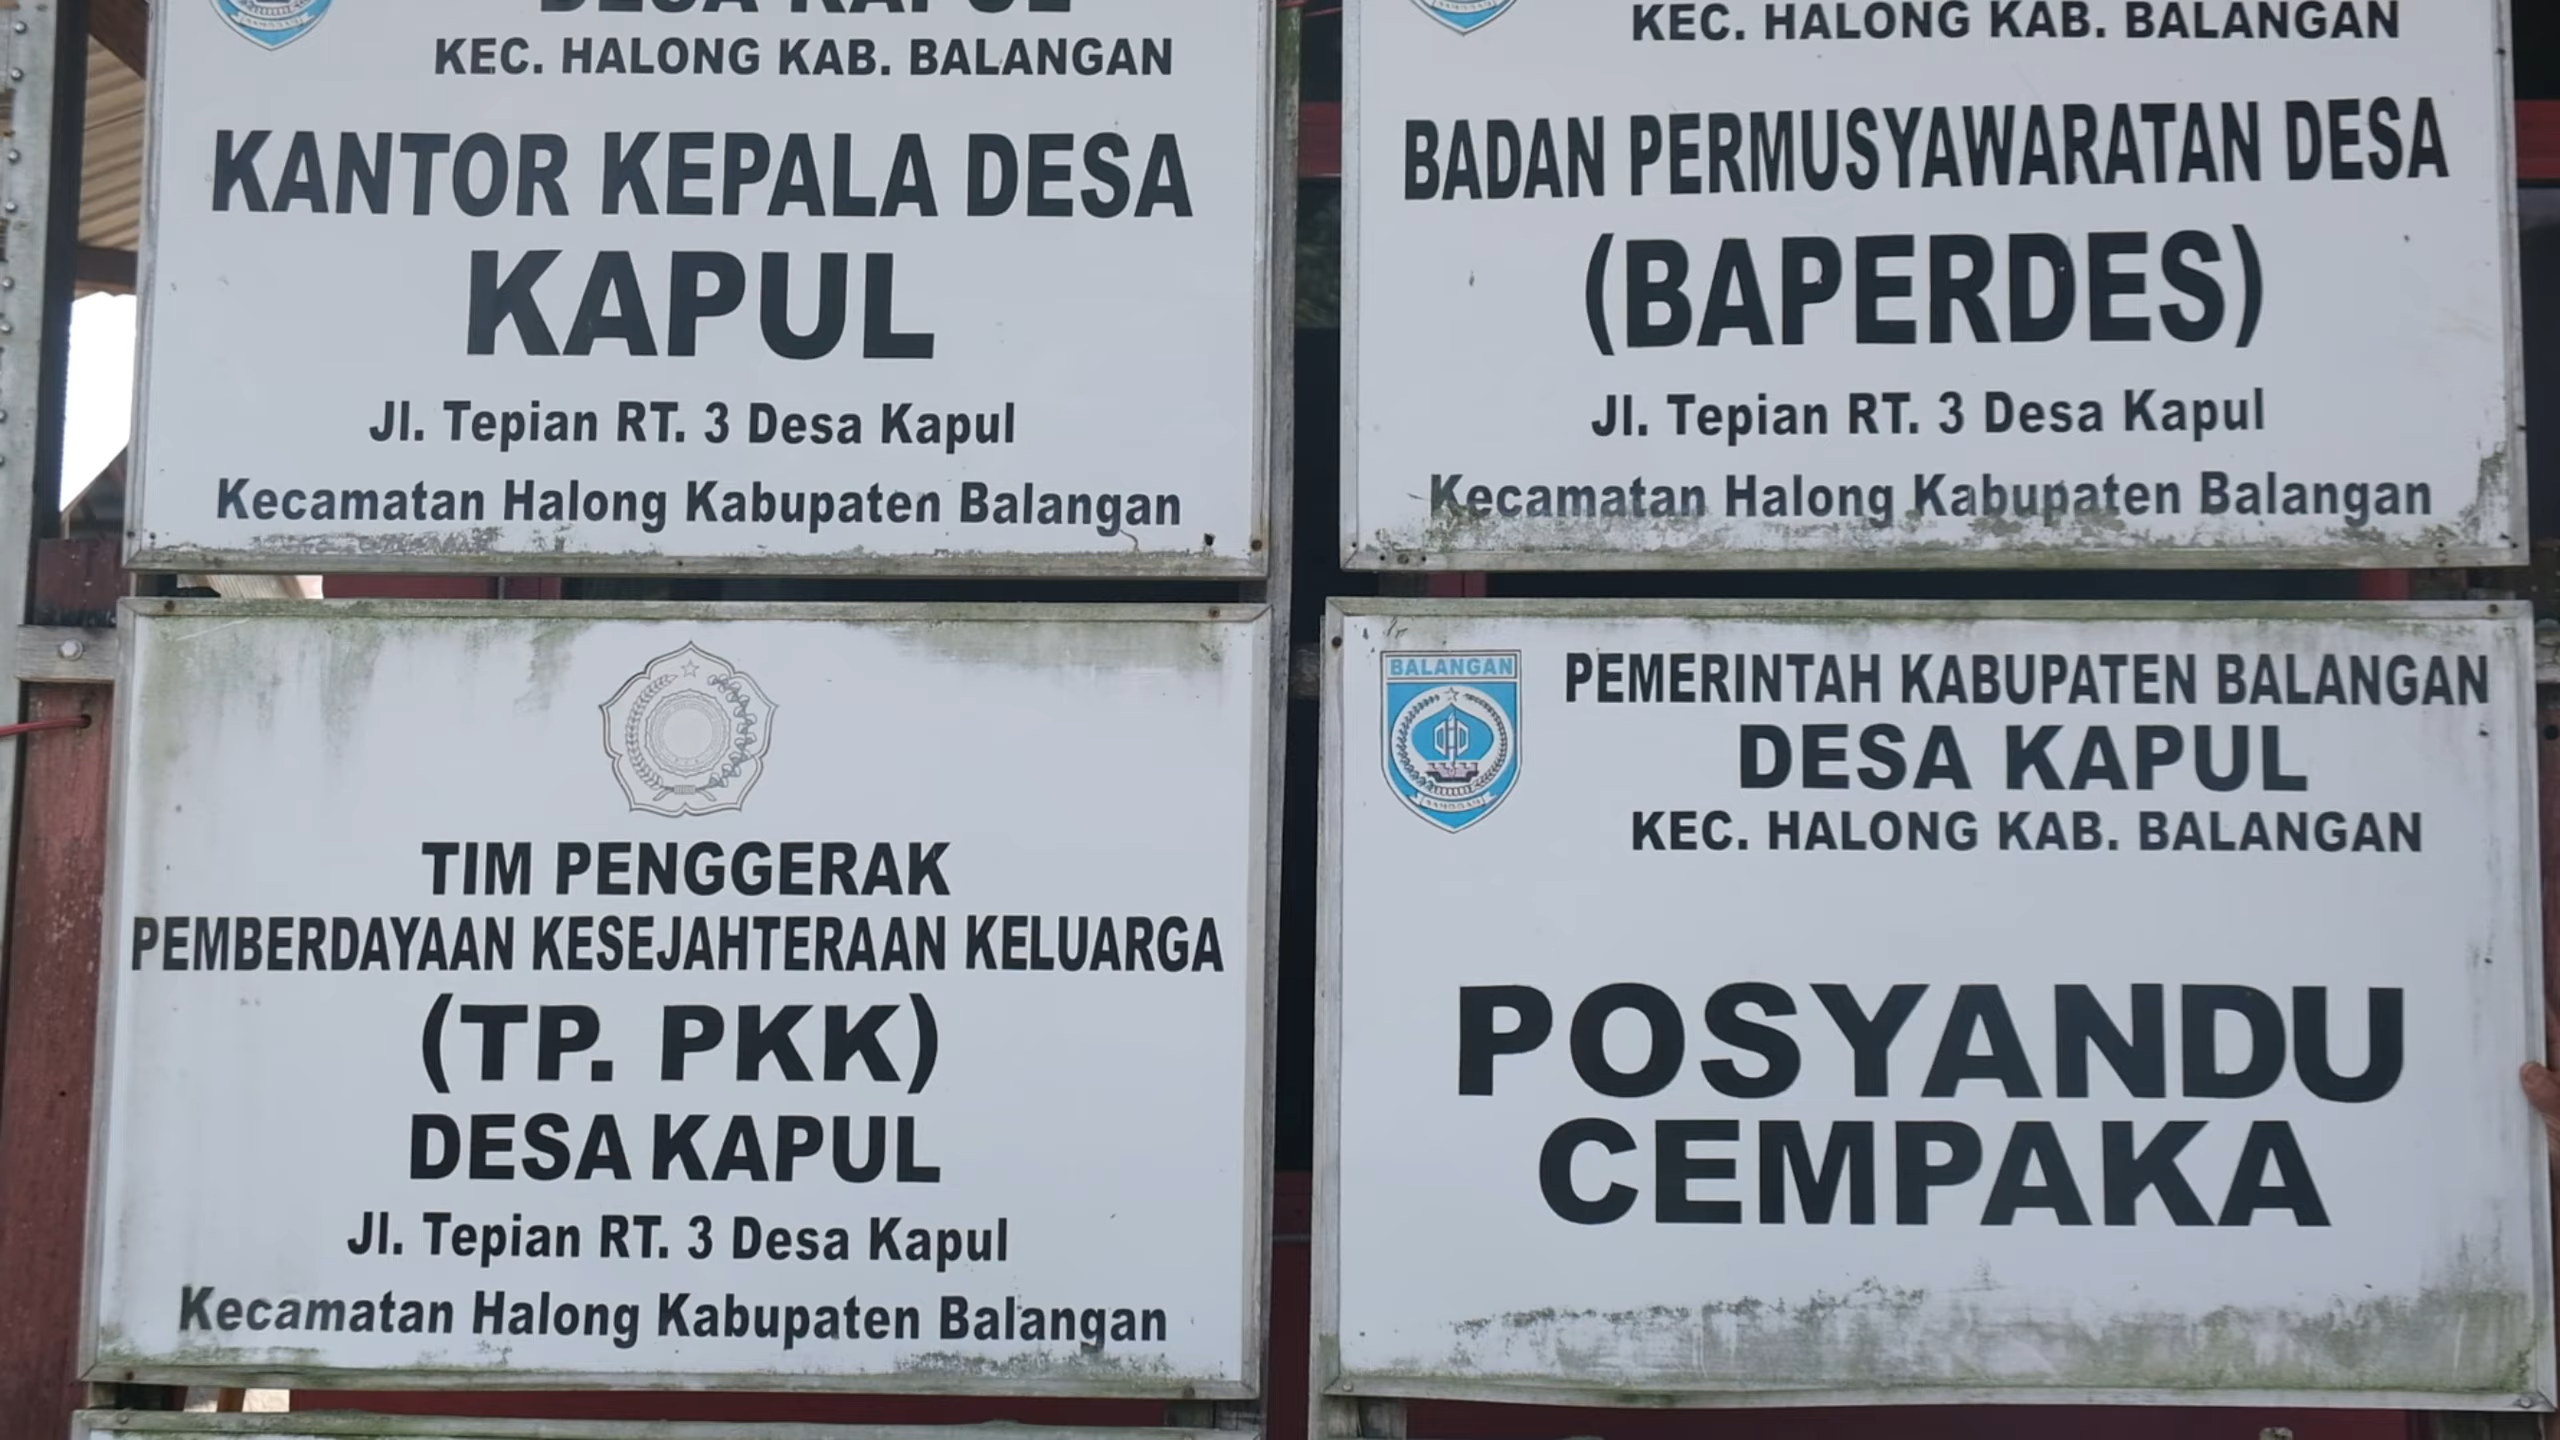 DESA KAPUL
KEC. HALONG KAB. BALANGAN
KANTOR KEPALA DESA
KAPUL
Jl. Tepian RT. 3 Desa Kapul
Kecamatan Halong Kabupaten Balangan
KEC. HALONG KAB. BALANGAN
BADAN PERMUSYAWARATAN DESA
(BAPERDES)
Jl. Tepian RT. 3 Desa Kapul
Kecamatan Halong Kabupaten Balangan
TIM PENGGERAK
PEMBERDAYAAN KESEJAHTERAAN KELUARGA
(TP. PKK)
DESA KAPUL
Jl. Tepian RT. 3 Desa Kapul
Kecamatan Halong Kabupaten Balangan
BALANGAN
PEMERINTAH KABUPATEN BALANGAN
DESA KAPUL
KEC. HALONG KAB. BALANGAN
POSYANDU
CEMPAKA